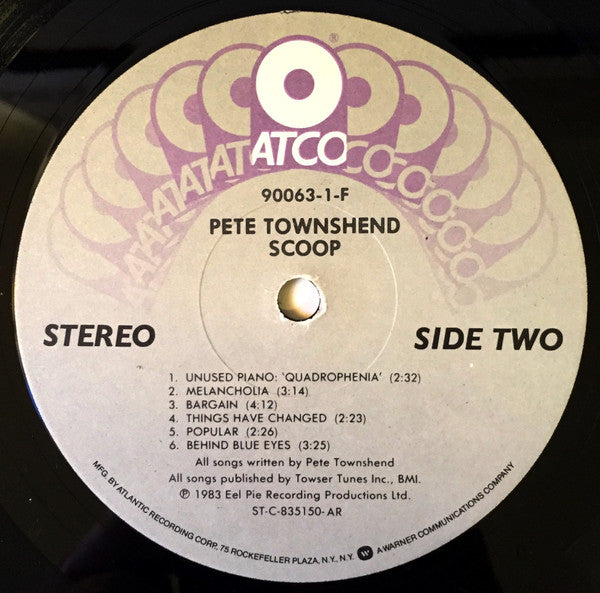 ®
ATCO
90063-1-F
PETE TOWNSHEND
SCOOP
STEREO
SIDE TWO
1. UNUSED PIANO: 'QUADROPHENIA' (2:32)
2. MELANCHOLIA (3:14)
3. BARGAIN (4:12)
4. THINGS HAVE CHANGED (2:23)
5. POPULAR (2:26)
6. BEHIND BLUE EYES (3:25)
All songs written by Pete Townshend
All songs published by Towser Tunes Inc., BMI.
℗ 1983 Eel Pie Recording Productions Ltd.
ST-C-835150-AR
MFG. BY ATLANTIC RECORDING CORP., 75 ROCKEFELLER PLAZA, N.Y., N.Y. A WARNER COMMUNICATIONS COMPANY